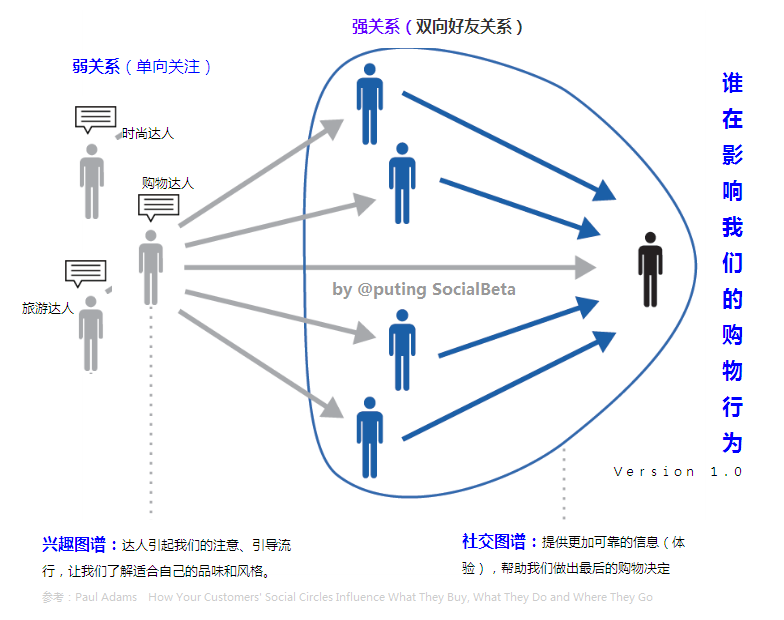 强关系（双向好友关系）
弱关系（单向关注）
时尚达人
购物达人
旅游达人
by @puting SocialBeta
谁在影响我们的购物行为
Version 1.0
兴趣图谱：达人引起我们的注意、引导流
行，让我们了解适合自己的品味和风格。
社交图谱：提供更加可靠的信息（体
验），帮助我们做出最后的购物决定
参考：Paul Adams How Your Customers' Social Circles Influence What They Buy, What They Do and Where They Go